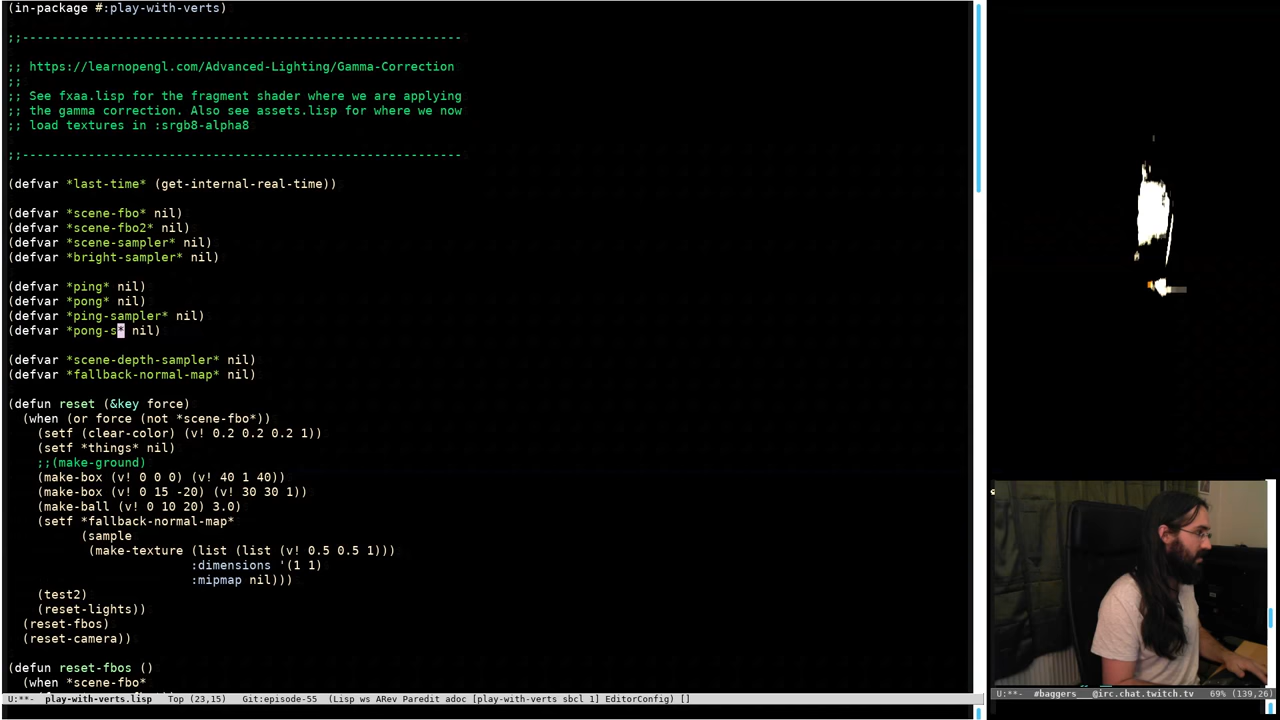 (in-package #:play-with-verts)
;;------------------------------------------------------------
;; https://learnopengl.com/Advanced-Lighting/Gamma-Correction
;;
;; See fxaa.lisp for the fragment shader where we are applying
;; the gamma correction. Also see assets.lisp for where we now
;; load textures in :srgb8-alpha8
;;------------------------------------------------------------
(defvar *last-time* (get-internal-real-time))
(defvar *scene-fbo* nil)
(defvar *scene-fbo2* nil)
(defvar *scene-sampler* nil)
(defvar *bright-sampler* nil)
(defvar *ping* nil)
(defvar *pong* nil)
(defvar *ping-sampler* nil)
(defvar *pong-s* nil)
(defvar *scene-depth-sampler* nil)
(defvar *fallback-normal-map* nil)
(defun reset (&key force)
  (when (or force (not *scene-fbo*))
    (setf (clear-color) (v! 0.2 0.2 0.2 1))
    (setf *things* nil)
    ;;(make-ground)
    (make-box (v! 0 0 0) (v! 40 1 40))
    (make-box (v! 0 15 -20) (v! 30 30 1))
    (make-ball (v! 0 10 20) 3.0)
    (setf *fallback-normal-map*
          (sample
           (make-texture (list (list (v! 0.5 0.5 1)))
                         :dimensions '(1 1)
                         :mipmap nil)))
    (test2)
    (reset-lights))
  (reset-fbos)
  (reset-camera))
(defun reset-fbos ()
  (when *scene-fbo*
U:**-  play-with-verts.lisp   Top (23,15)   Git:episode-55  (Lisp ws ARev Paredit adoc [play-with-verts sbcl 1] EditorConfig) []
U:**-  #baggers__@irc.chat.twitch.tv   69% (139,26)